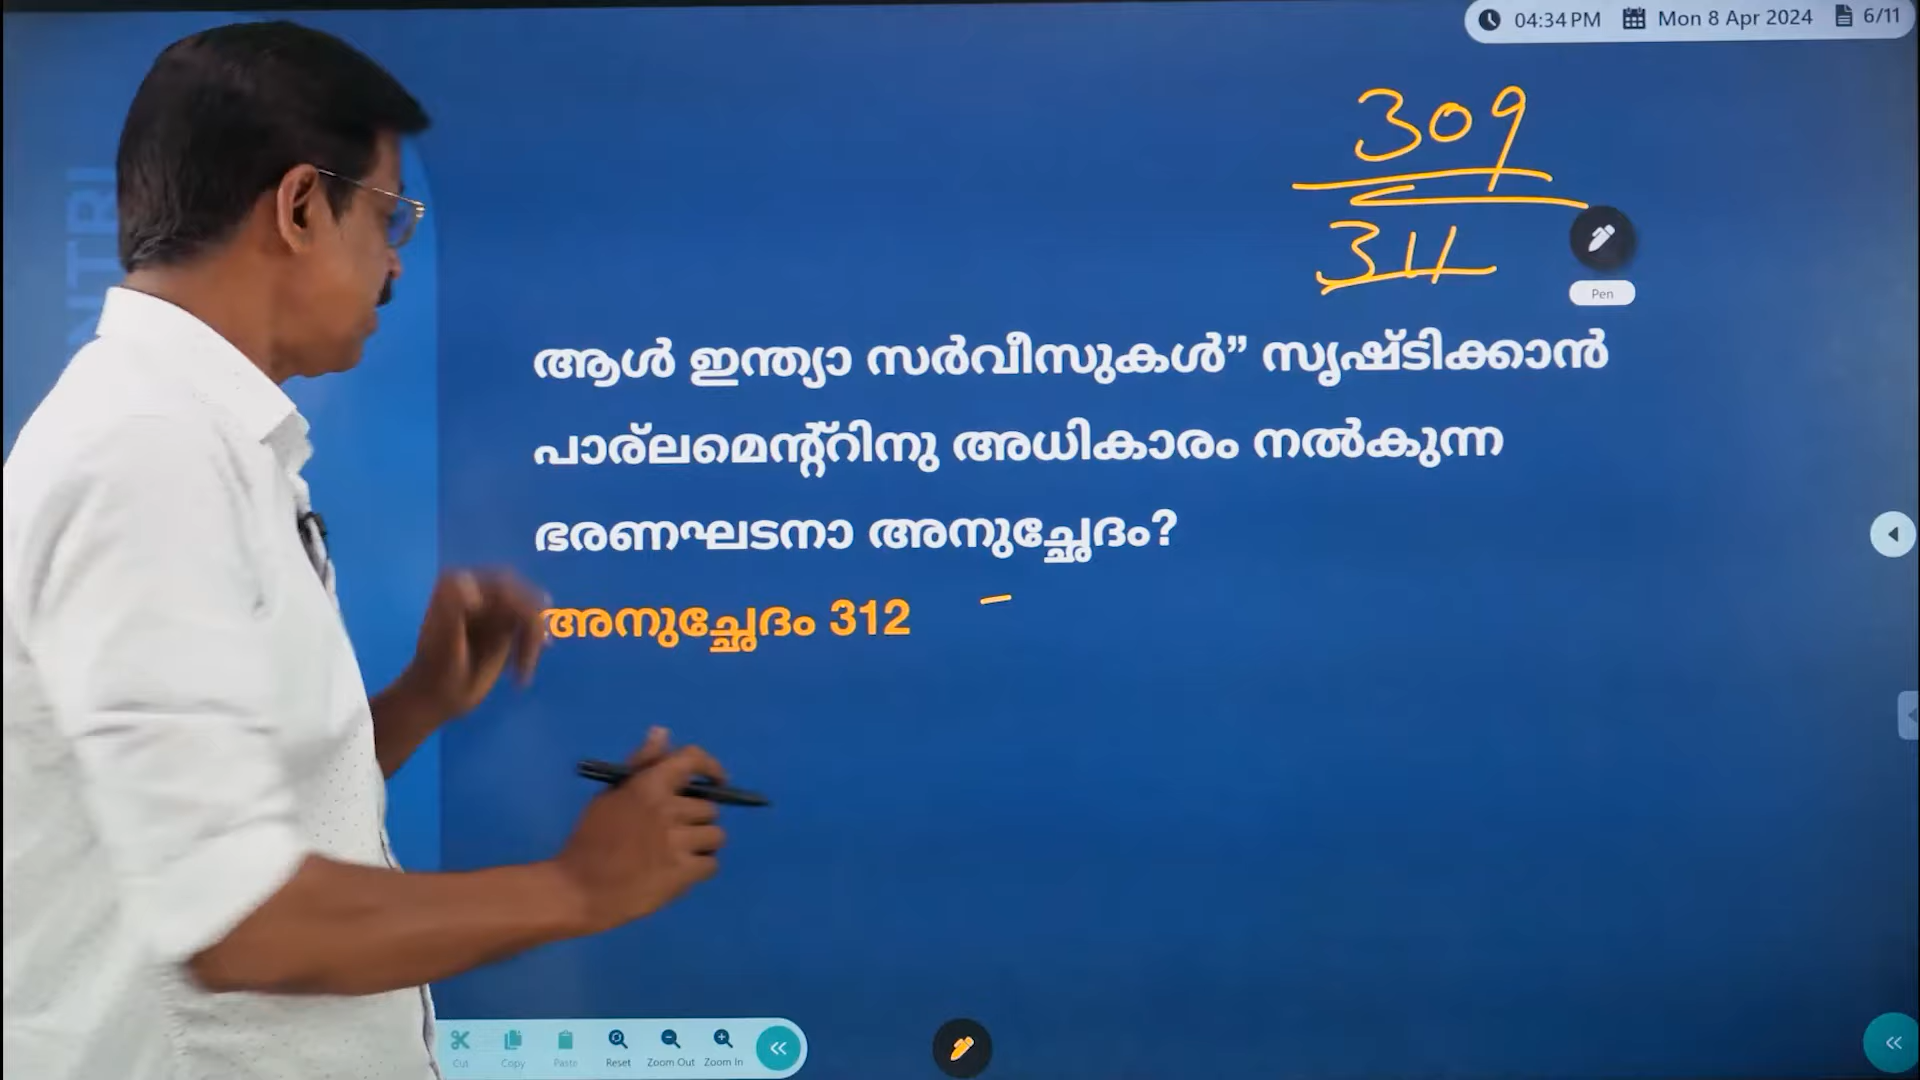 04:34 PM Mon 8 Apr 2024 6/11
309
311
Pen
ആൾ ഇന്ത്യാ സർവീസുകൾ” സൃഷ്ടിക്കാൻ
പാര്ലമെന്റ്റിനു അധികാരം നൽകുന്ന
ഭരണഘടനാ അനുച്ഛേദം?
അനുച്ഛേദം 312
Cut Copy Paste Reset Zoom Out Zoom In